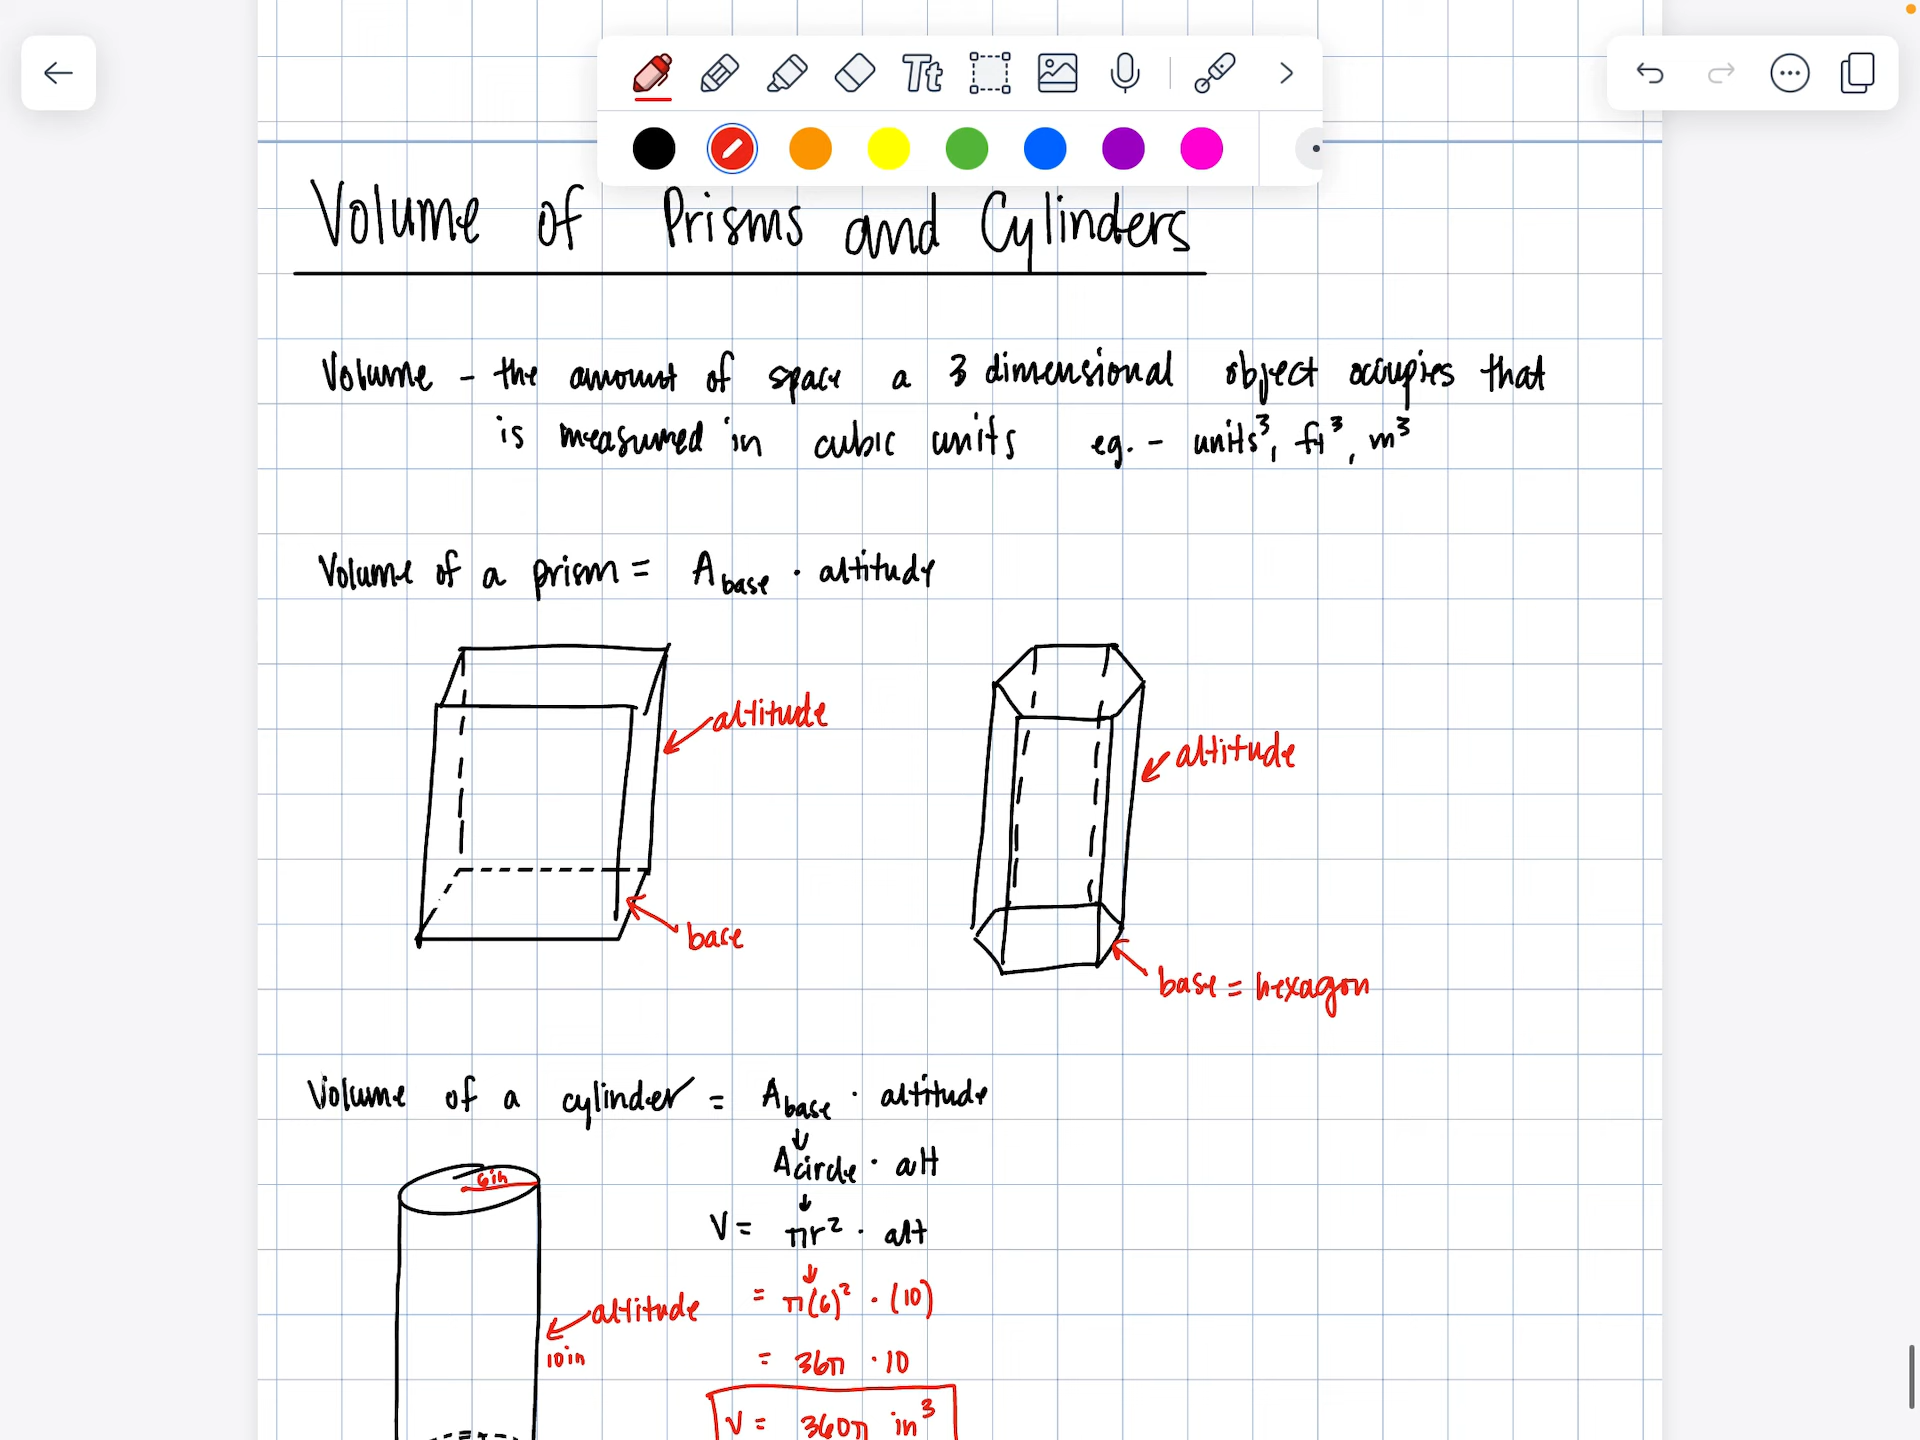 Tt
Volume of Prisms and Cylinders
Volume - the amount of space a 3 dimensional object occupies that
is measured in cubic units eg. - units³, ft³, m³
Volume of a prism = A base · altitude
altitude
base
altitude
base = hexagon
Volume of a cylinder = A base · altitude
A circle · alt
V = πr² · alt
= π(6)² · (10)
= 36π · 10
V = 360π in³
6in
altitude
10in